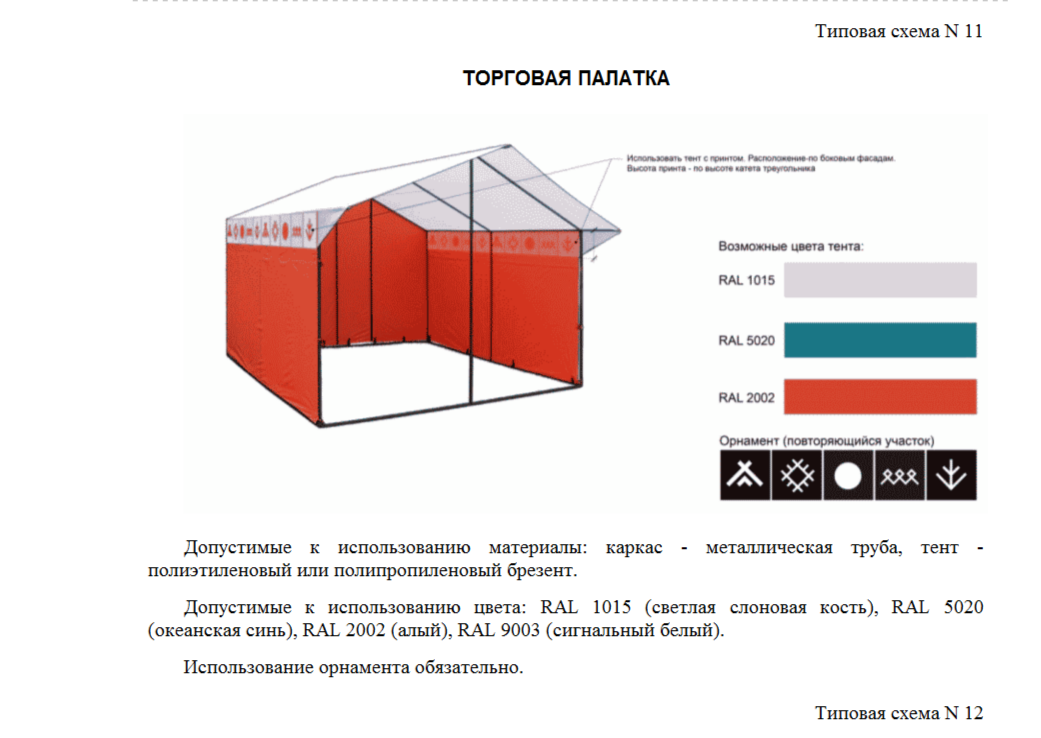 Типовая схема N 11
ТОРГОВАЯ ПАЛАТКА
Использовать тент с принтом. Расположение-по боковым фасадам.
Высота принта - по высоте катета треугольника
Возможные цвета тента:
RAL 1015
RAL 5020
RAL 2002
Орнамент (повторяющийся участок)
Допустимые к использованию материалы: каркас - металлическая труба, тент -
полиэтиленовый или полипропиленовый брезент.
Допустимые к использованию цвета: RAL 1015 (светлая слоновая кость), RAL 5020
(океанская синь), RAL 2002 (алый), RAL 9003 (сигнальный белый).
Использование орнамента обязательно.
Типовая схема N 12